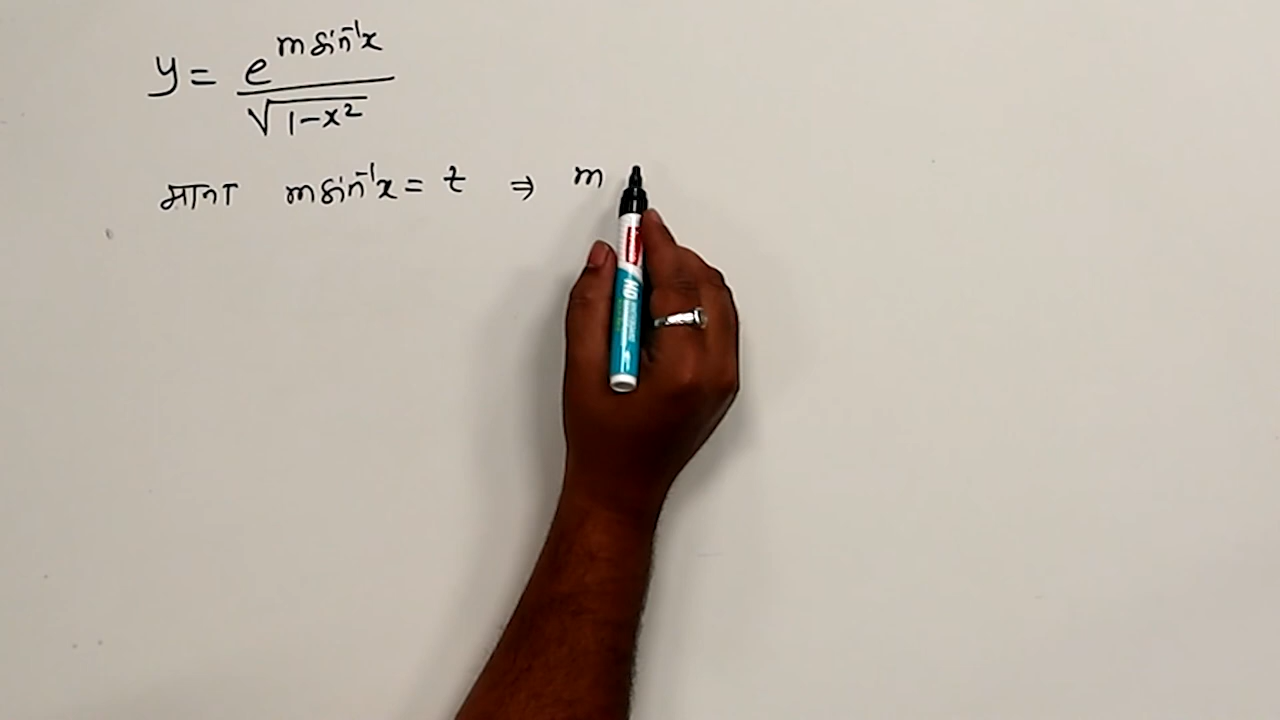 y = e^{m sin⁻¹x} / √(1-x²)
माना m sin⁻¹x = t ⇒ m